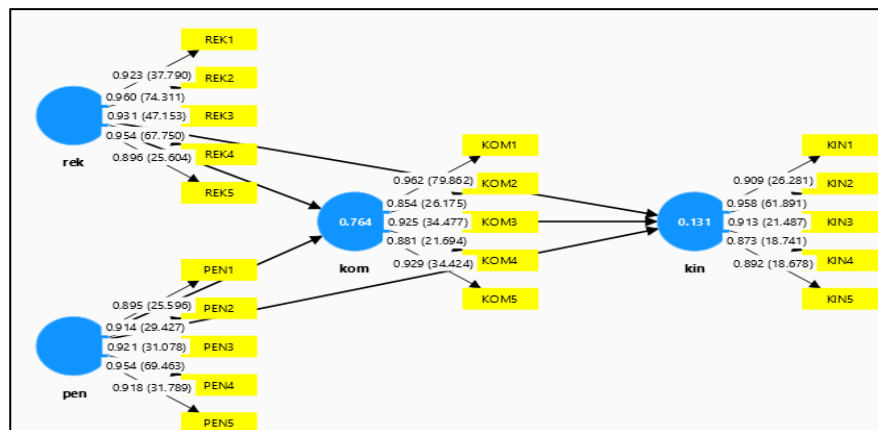 REK1
0.923 (37.790)
REK2
0.960 (74.311)
0.931 (47.153)
REK3
0.954 (67.750)
REK4
0.896 (25.604)
REK5
rek
KOM1
0.962 (79.862)
KOM2
0.854 (26.175)
0.764
0.925 (34.477)
KOM3
0.881 (21.694)
KOM4
0.929 (34.424)
KOM5
kom
KIN1
0.909 (26.281)
KIN2
0.958 (61.891)
0.131
0.913 (21.487)
KIN3
0.873 (18.741)
KIN4
0.892 (18.678)
KIN5
kin
PEN1
0.895 (25.596)
PEN2
0.914 (29.427)
0.921 (31.078)
PEN3
0.954 (69.463)
PEN4
0.918 (31.789)
PEN5
pen